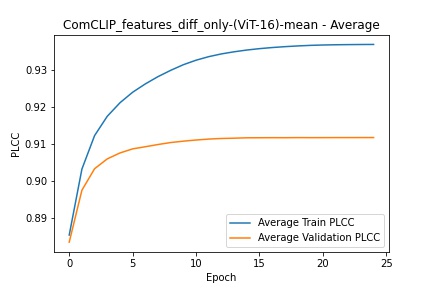 ComCLIP_features_diff_only-(ViT-16)-mean - Average
PLCC
0.93
0.92
0.91
0.90
0.89
Average Train PLCC
Average Validation PLCC
0 5 10 15 20 25
Epoch